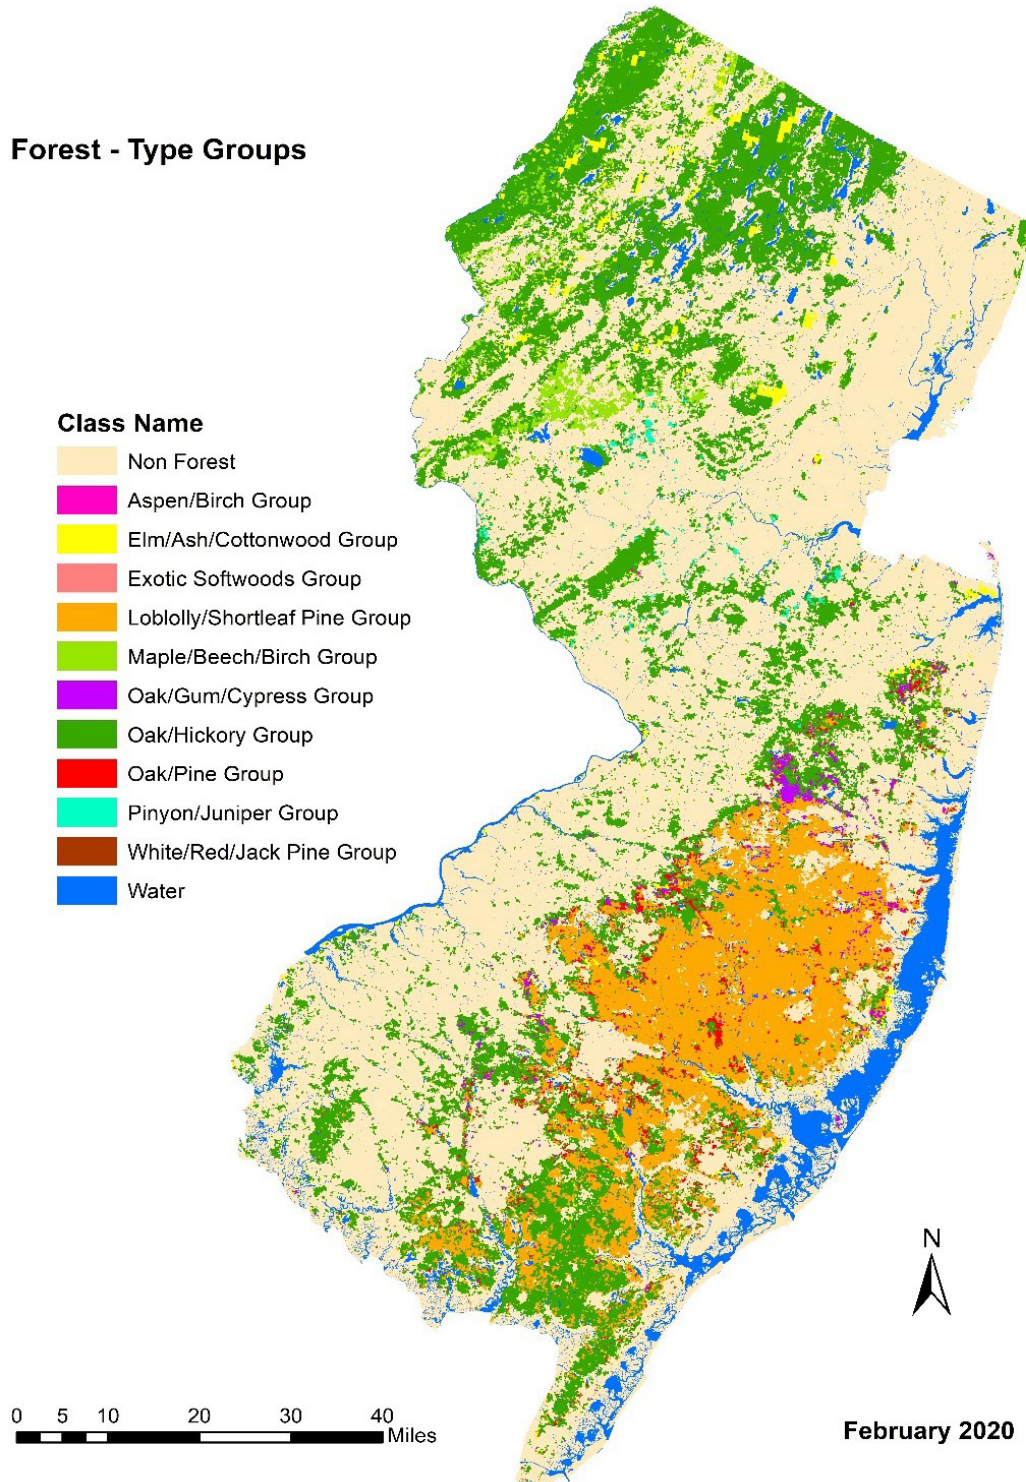 Forest - Type Groups
Class Name
Non Forest
Aspen/Birch Group
Elm/Ash/Cottonwood Group
Exotic Softwoods Group
Loblolly/Shortleaf Pine Group
Maple/Beech/Birch Group
Oak/Gum/Cypress Group
Oak/Hickory Group
Oak/Pine Group
Pinyon/Juniper Group
White/Red/Jack Pine Group
Water
N
0 5 10 20 30 40
Miles
February 2020